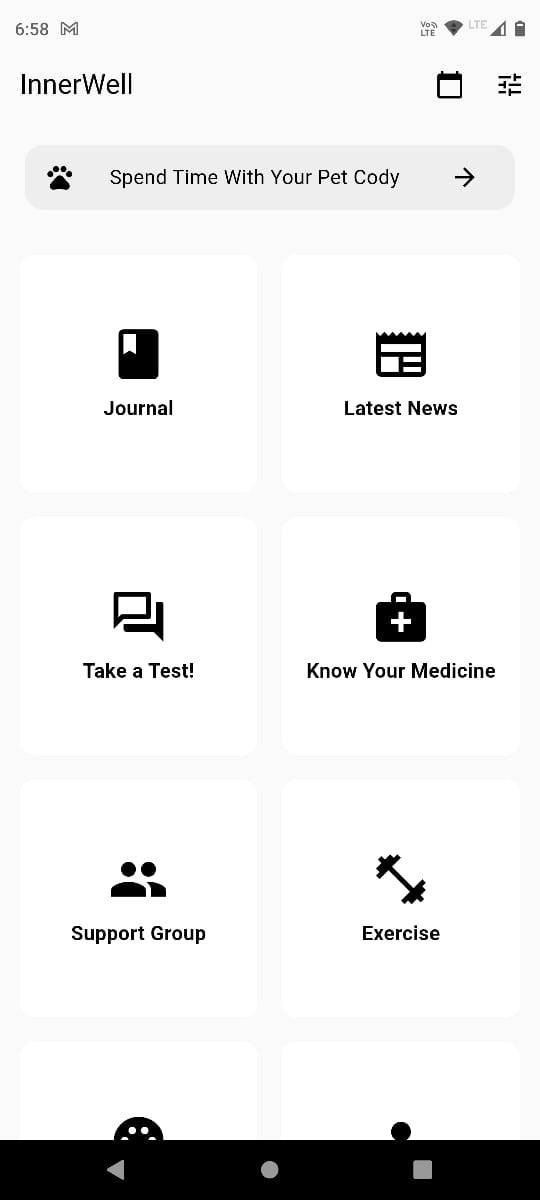 6:58
Vo
LTE
LTE
InnerWell
Spend Time With Your Pet Cody
Journal
Latest News
Take a Test!
Know Your Medicine
Support Group
Exercise